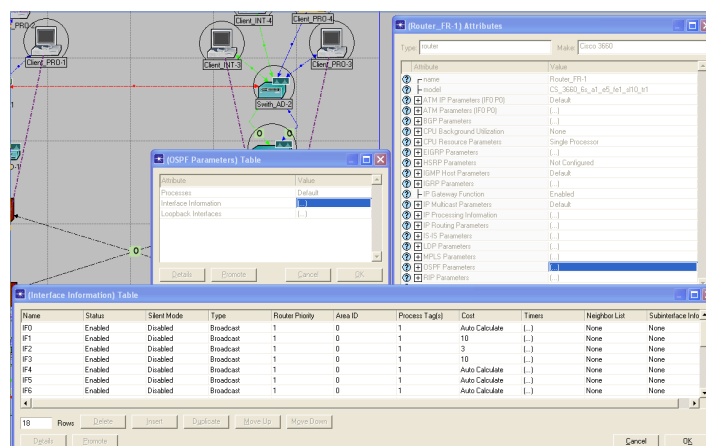 PRO-2
Client_INT-4
Client_PRO-4
Client_PRO-1
Client_INT-3
Client_PRO-3
Swith_AD-2
0
0
0
(Router_FR-1) Attributes
Type: router
Make: Cisco 3660
Attribute
Value
name
Router_FR-1
model
CS_3660_6s_a1_e5_fe1_sl10_tr1
ATM IP Parameters (IF0 P0)
Default
ATM Parameters (IF0 P0)
(...)
BGP Parameters
(...)
CPU Background Utilization
None
CPU Resource Parameters
Single Processor
EIGRP Parameters
(...)
HSRP Parameters
Not Configured
IGMP Host Parameters
Default
IGRP Parameters
(...)
IP Gateway Function
Enabled
IP Multicast Parameters
Default
IP Processing Information
(...)
IP Routing Parameters
(...)
IS-IS Parameters
(...)
LDP Parameters
(...)
MPLS Parameters
(...)
OSPF Parameters
(...)
RIP Parameters
(...)
(OSPF Parameters) Table
Attribute
Value
Processes
Default
Interface Information
(...)
Loopback Interfaces
(...)
Details Promote Cancel OK
(Interface Information) Table
Name Status Silent Mode Type Router Priority Area ID Process Tag(s) Cost Timers Neighbor List Subinterface Info
IF0 Enabled Disabled Broadcast 1 0 1 Auto Calculate (...) None None
IF1 Enabled Disabled Broadcast 1 0 1 10 (...) None None
IF2 Enabled Disabled Broadcast 1 0 1 3 (...) None None
IF3 Enabled Disabled Broadcast 1 0 1 10 (...) None None
IF4 Enabled Disabled Broadcast 1 0 1 Auto Calculate (...) None None
IF5 Enabled Disabled Broadcast 1 0 1 Auto Calculate (...) None None
IF6 Enabled Disabled Broadcast 1 0 1 Auto Calculate (...) None None
18 Rows Delete Insert Duplicate Move Up Move Down
Details Promote Cancel OK